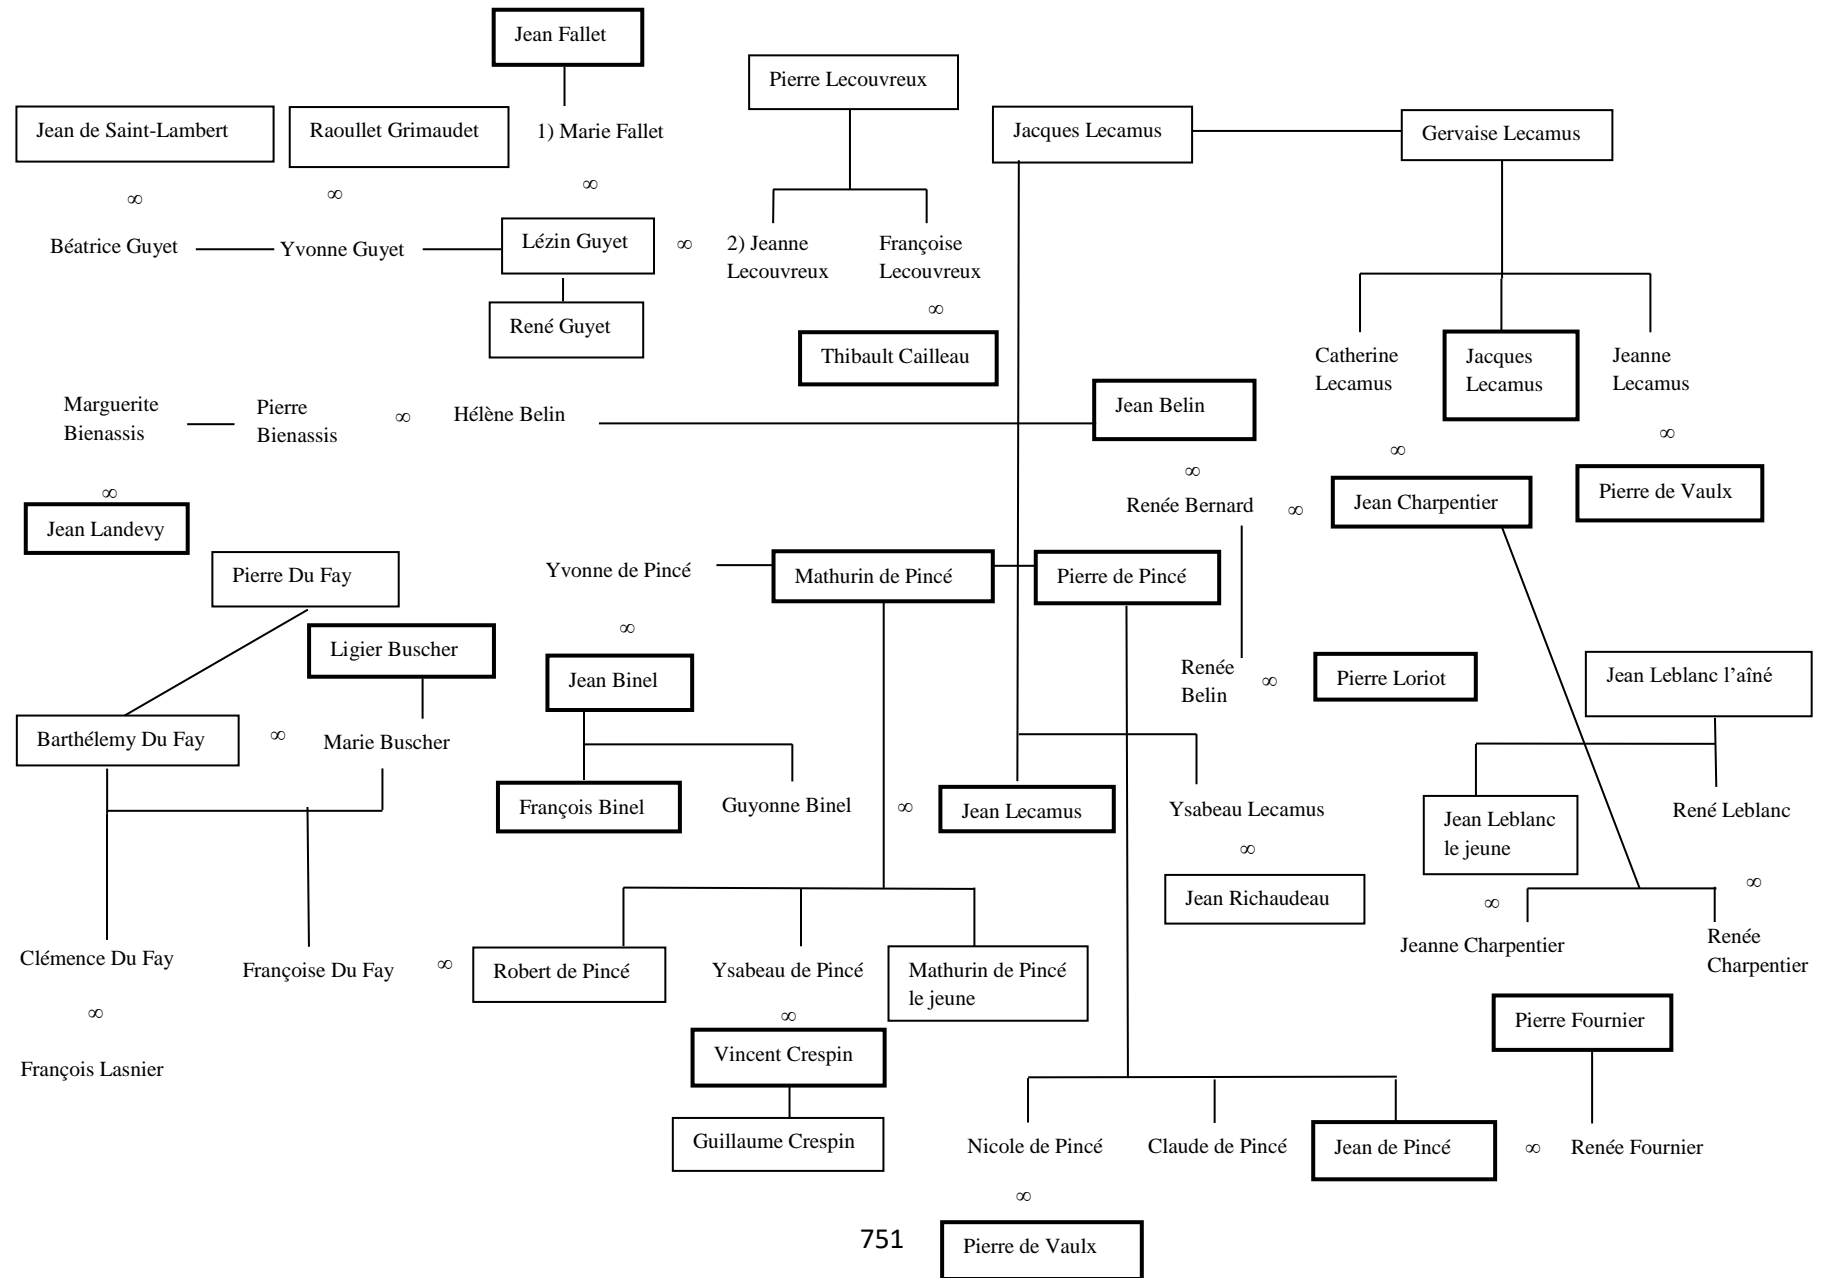 Jean Fallet
Pierre Lecouvreux
Jean de Saint-Lambert
Raoullet Grimaudet
1) Marie Fallet
Jacques Lecamus
Gervaise Lecamus
∞
∞
∞
Béatrice Guyet
Yvonne Guyet
Lézin Guyet
∞
2) Jeanne
Lecouvreux
Françoise
Lecouvreux
∞
René Guyet
Thibault Cailleau
Catherine
Lecamus
Jacques
Lecamus
Jeanne
Lecamus
Marguerite
Bienassis
Pierre
Bienassis
∞
Hélène Belin
Jean Belin
∞
∞
∞
∞
Jean Landevy
Renée Bernard
∞
Jean Charpentier
Pierre de Vaulx
Pierre Du Fay
Yvonne de Pincé
Mathurin de Pincé
Pierre de Pincé
∞
Ligier Buscher
Jean Binel
Renée
Belin
∞
Pierre Loriot
Jean Leblanc l’aîné
Barthélemy Du Fay
∞
Marie Buscher
François Binel
Guyonne Binel
∞
Jean Lecamus
Ysabeau Lecamus
∞
Jean Richaudeau
Jean Leblanc
le jeune
René Leblanc
∞
∞
Jeanne Charpentier
Renée
Charpentier
Clémence Du Fay
Françoise Du Fay
∞
Robert de Pincé
Ysabeau de Pincé
Mathurin de Pincé
le jeune
∞
∞
François Lasnier
Vincent Crespin
Pierre Fournier
Guillaume Crespin
Nicole de Pincé
Claude de Pincé
Jean de Pincé
∞
Renée Fournier
∞
Pierre de Vaulx
751